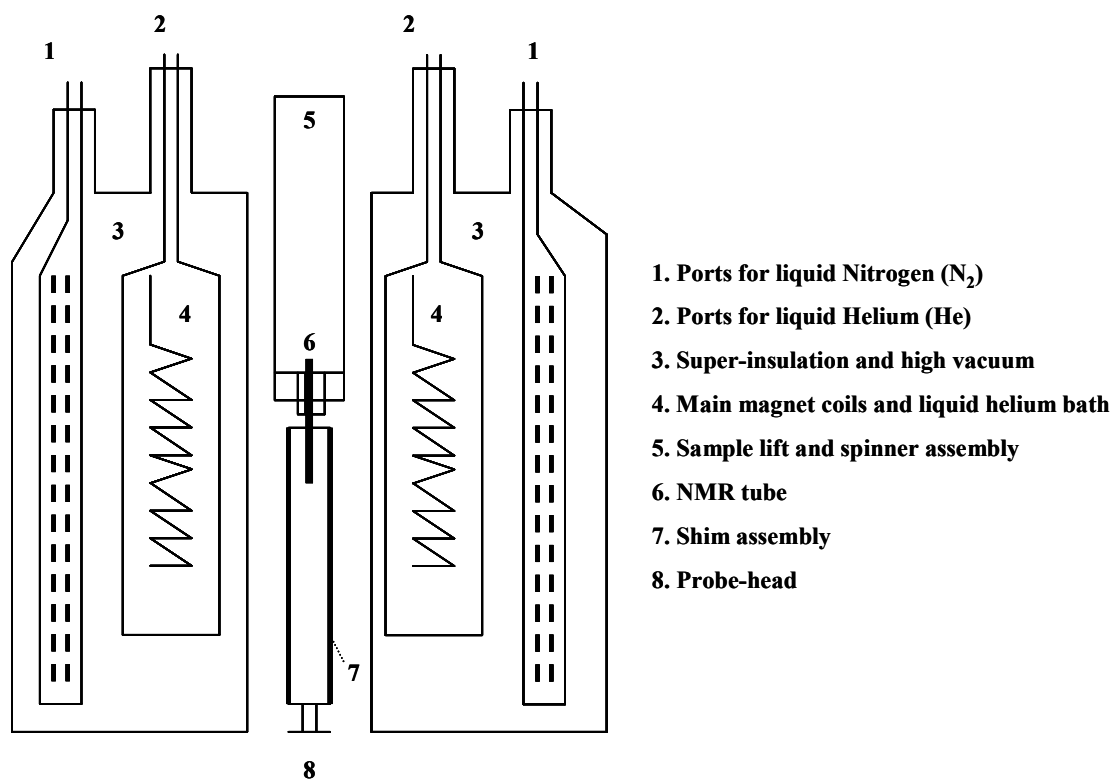 2
2
1
1
5
3
3
4
4
6
7
8
1. Ports for liquid Nitrogen (N₂)
2. Ports for liquid Helium (He)
3. Super-insulation and high vacuum
4. Main magnet coils and liquid helium bath
5. Sample lift and spinner assembly
6. NMR tube
7. Shim assembly
8. Probe-head